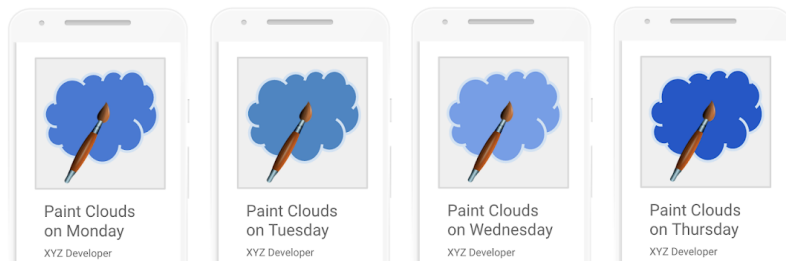 Paint Clouds
on Monday
XYZ Developer
Paint Clouds
on Tuesday
XYZ Developer
Paint Clouds
on Wednesday
XYZ Developer
Paint Clouds
on Thursday
XYZ Developer